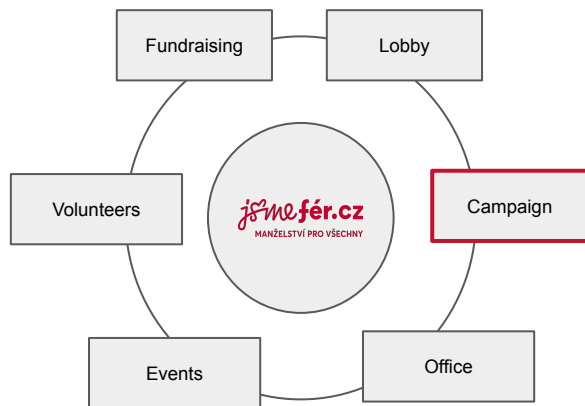 Fundraising
Lobby
Volunteers
jsmefér.cz
MANŽELSTVÍ PRO VŠECHNY
Campaign
Events
Office